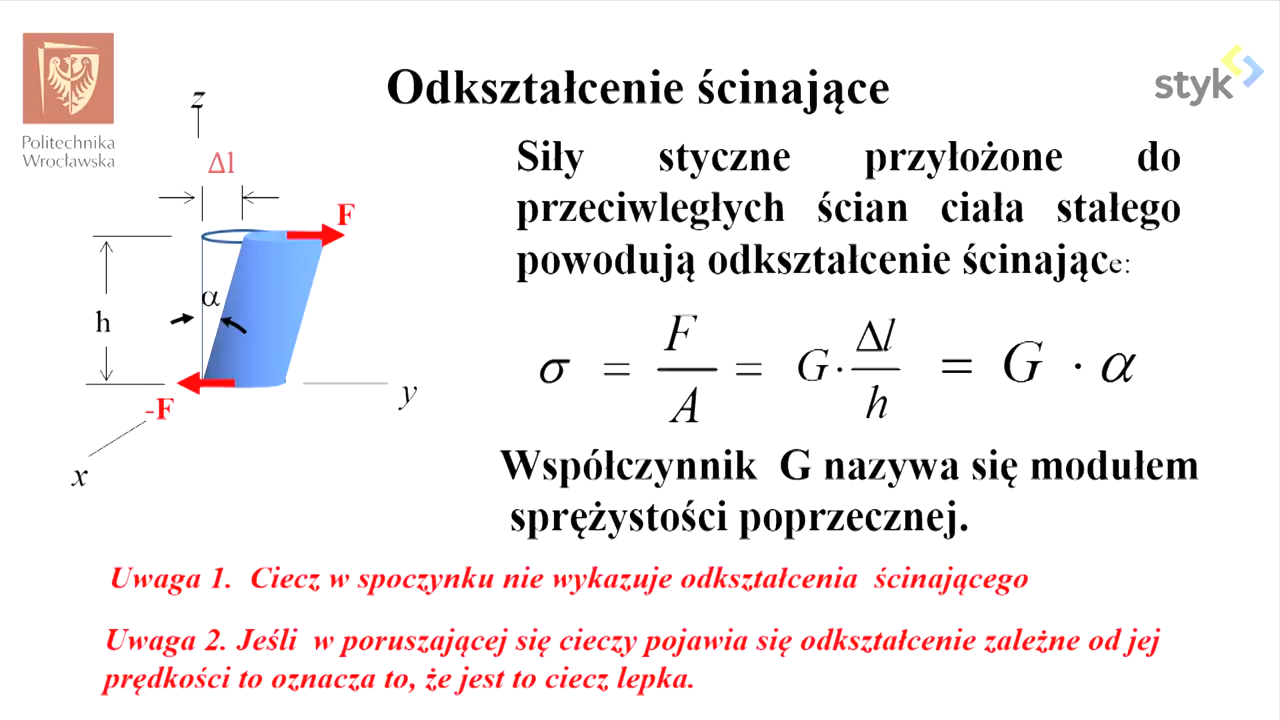 Politechnika
Wrocławska
Odkształcenie ścinające
styk
z
Δl
F
α
h
-F
y
x
Siły styczne przyłożone do
przeciwległych ścian ciała stałego
powodują odkształcenie ścinające:
σ = F/A = G · Δl/h = G · α
Współczynnik G nazywa się modułem
sprężystości poprzecznej.
Uwaga 1. Ciecz w spoczynku nie wykazuje odkształcenia ścinającego
Uwaga 2. Jeśli w poruszającej się cieczy pojawia się odkształcenie zależne od jej
prędkości to oznacza to, że jest to ciecz lepka.